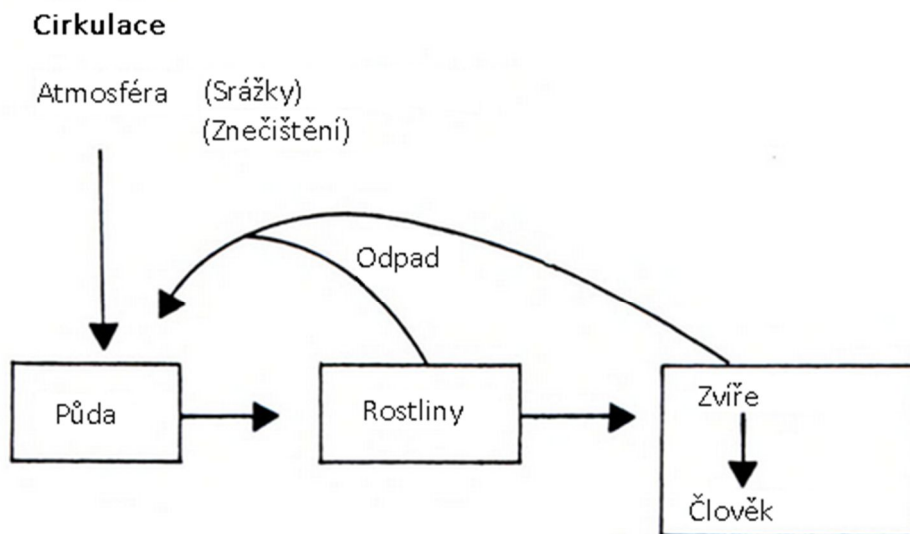 Cirkulace
Atmosféra (Srážky)
(Znečištění)
Odpad
Půda
Rostliny
Zvíře
Člověk